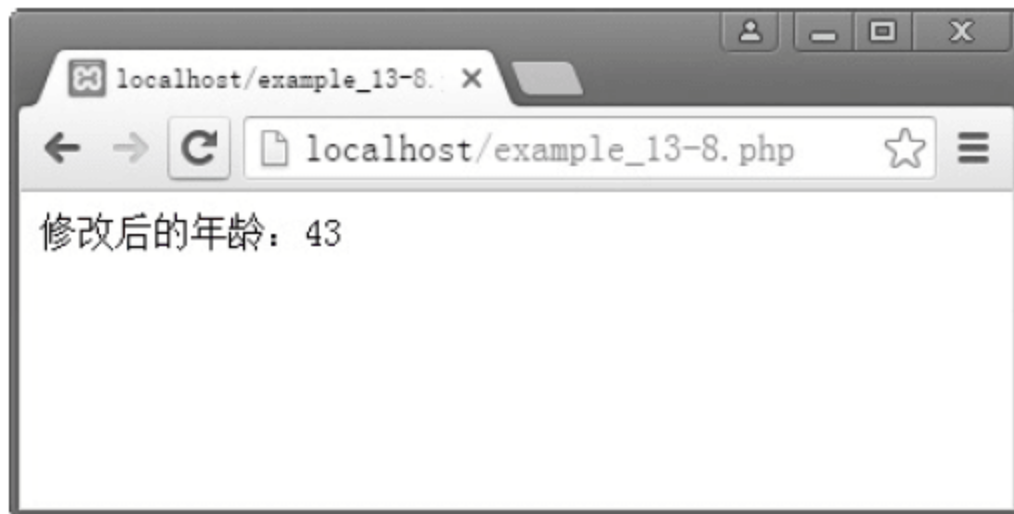 localhost/example_13-8.
localhost/example_13-8.php
修改后的年龄：43